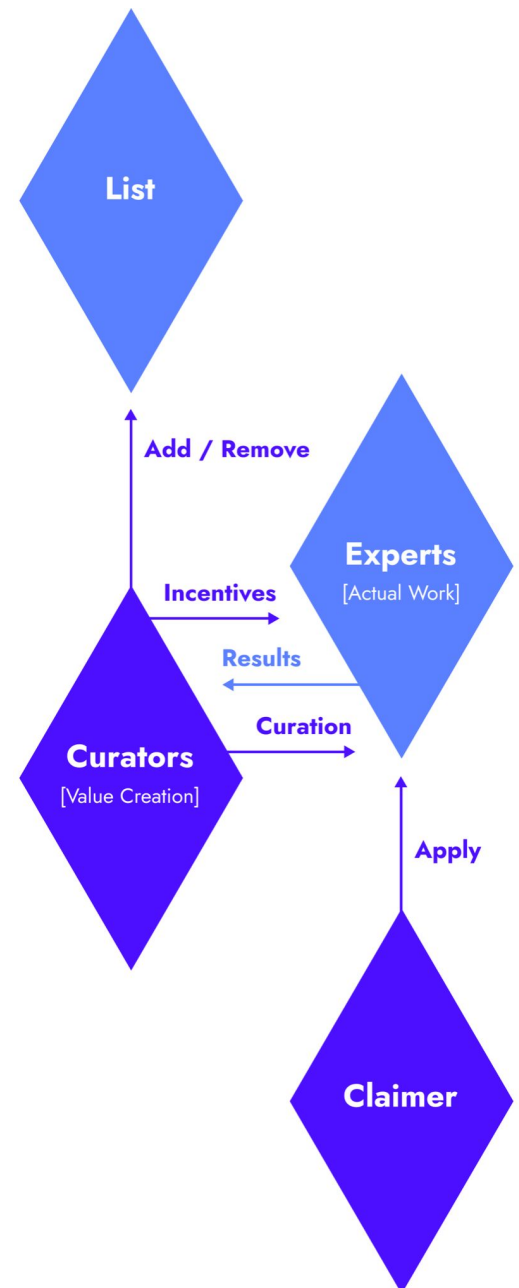 List
Add / Remove
Experts
[Actual Work]
Incentives
Results
Curation
Curators
[Value Creation]
Apply
Claimer